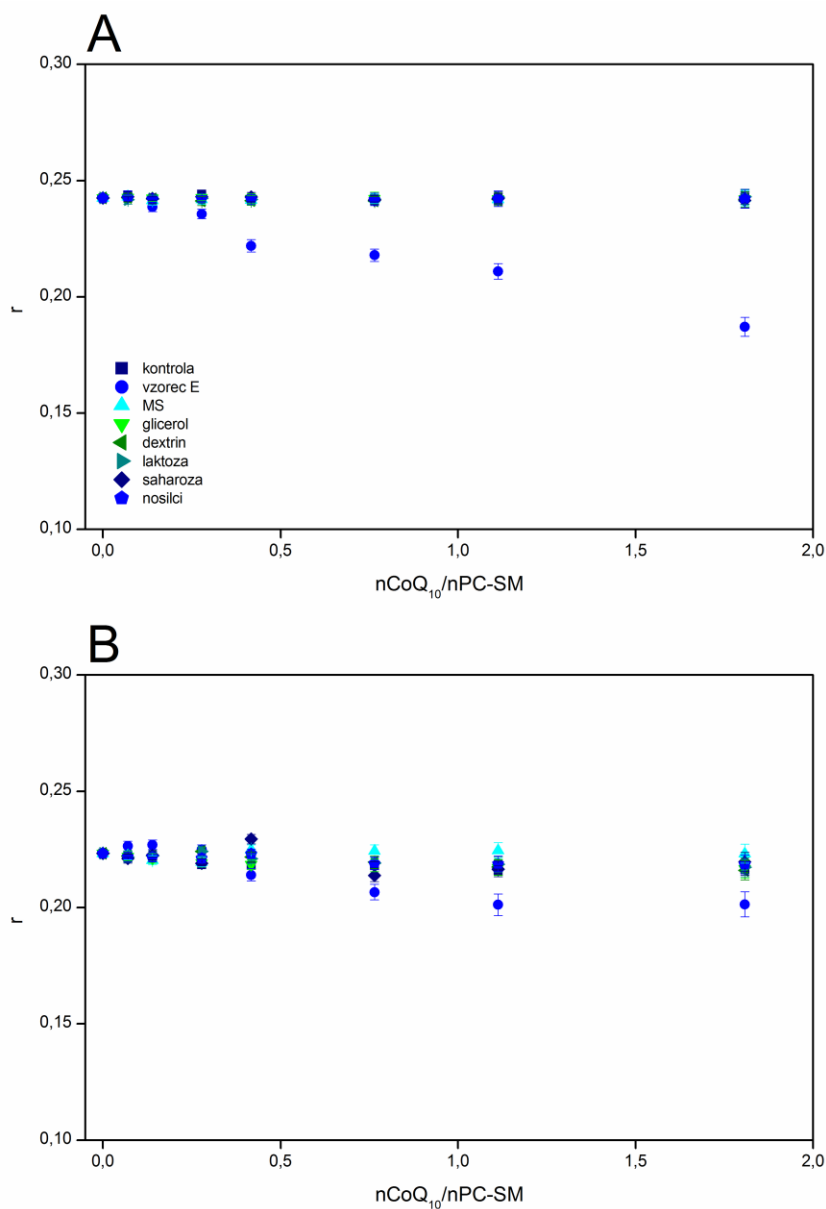 A
0,30
0,25
0,20
0,15
0,10
r
kontrola
vzorec E
MS
glicerol
dextrin
laktoza
saharoza
nosilci
0,0 0,5 1,0 1,5 2,0
nCoQ10/nPC-SM
B
0,30
0,25
0,20
0,15
0,10
r
0,0 0,5 1,0 1,5 2,0
nCoQ10/nPC-SM